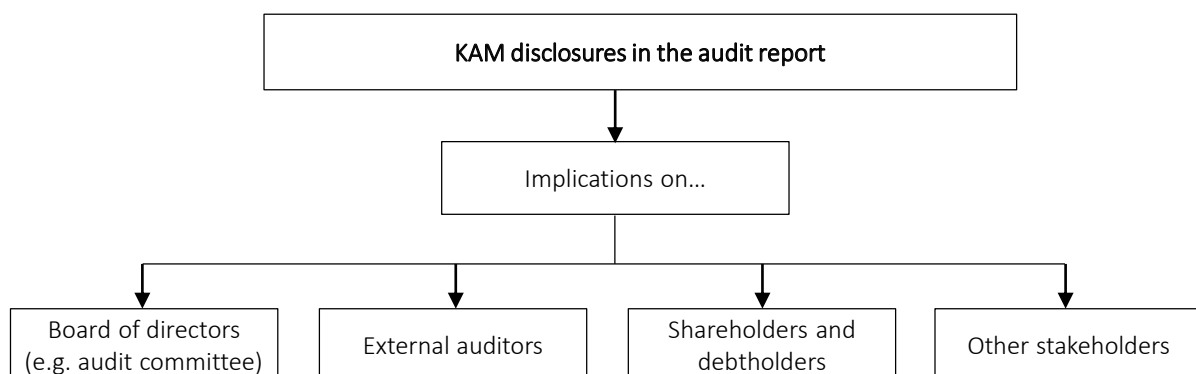 KAM disclosures in the audit report
Implications on...
Board of directors
(e.g. audit committee)
External auditors
Shareholders and
debtholders
Other stakeholders